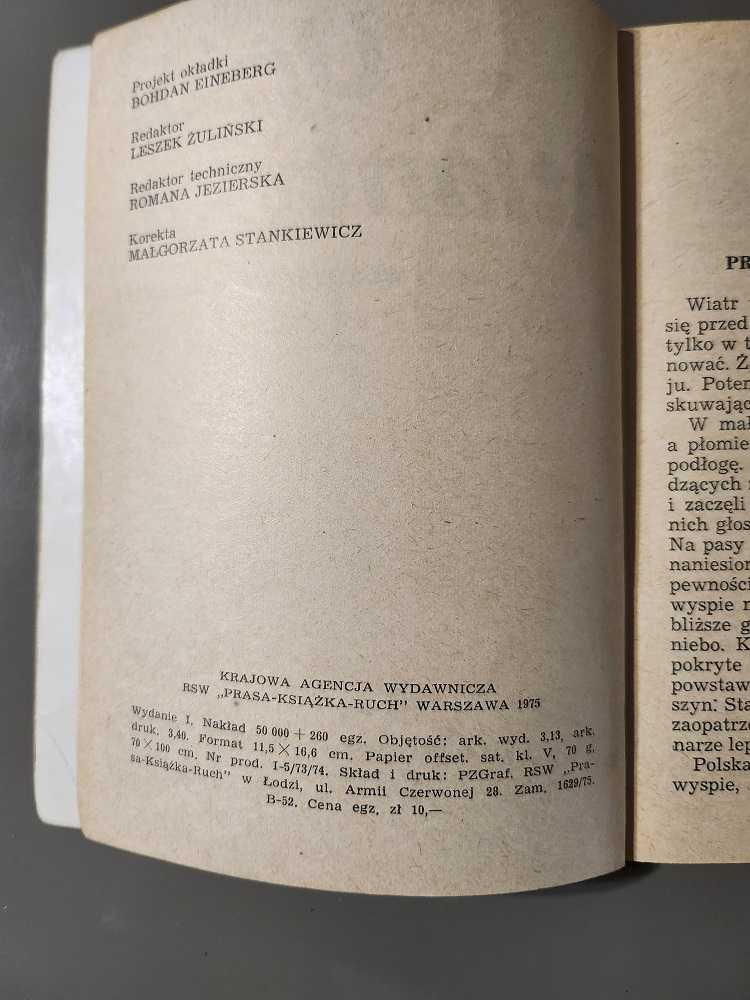 Projekt okładki
BOHDAN EINEBERG
Redaktor
LESZEK ŻULIŃSKI
Redaktor techniczny
ROMANA JEZIERSKA
Korekta
MAŁGORZATA STANKIEWICZ
KRAJOWA AGENCJA WYDAWNICZA
RSW „PRASA-KSIĄŻKA-RUCH" WARSZAWA 1975
Wydanie I. Nakład 50 000 + 260 egz. Objętość: ark. wyd. 3,13, ark.
druk. 3,40. Format 11,5 × 16,6 cm. Papier offset. sat. kl. V, 70 g.
70 × 100 cm. Nr prod. I-5/73/74. Skład i druk: PZGraf. RSW „Pra-
sa-Książka-Ruch" w Łodzi, ul. Armii Czerwonej 28. Zam. 1629/75.
B-52. Cena egz. zł 10,—
PR
Wiatr
się przed
tylko w t
nować. Ż
ju. Poter
skuwając
W mał
a płomie
podłogę.
dzących
i zaczęli
nich głos
Na pasy
naniesion
pewności
wyspie n
bliższe g
niebo. K
pokryte
powstaw
szyn. Sta
zaopatrze
narze lep
Polska
wyspie,